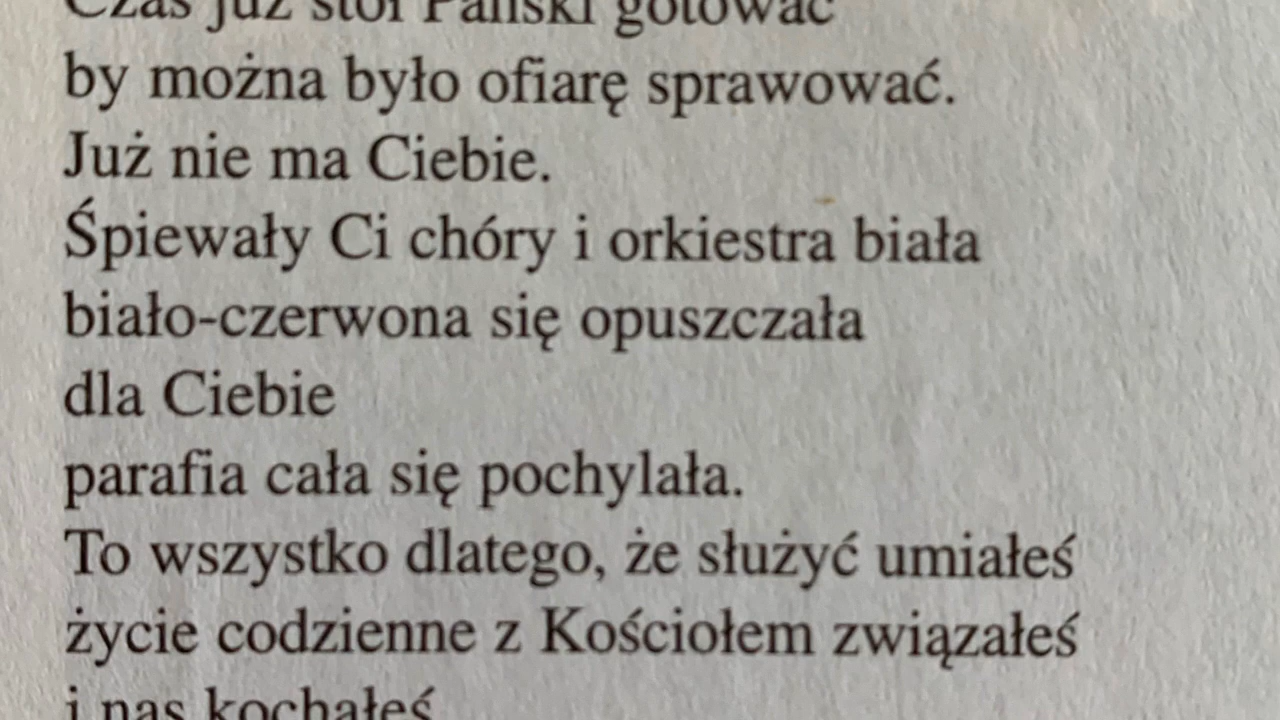 Czas już stół Pański gotować
by można było ofiarę sprawować.
Już nie ma Ciebie.
Śpiewały Ci chóry i orkiestra biała
biało-czerwona się opuszczała
dla Ciebie
parafia cała się pochylała.
To wszystko dlatego, że służyć umiałeś
życie codzienne z Kościołem związałeś
i nas kochałeś